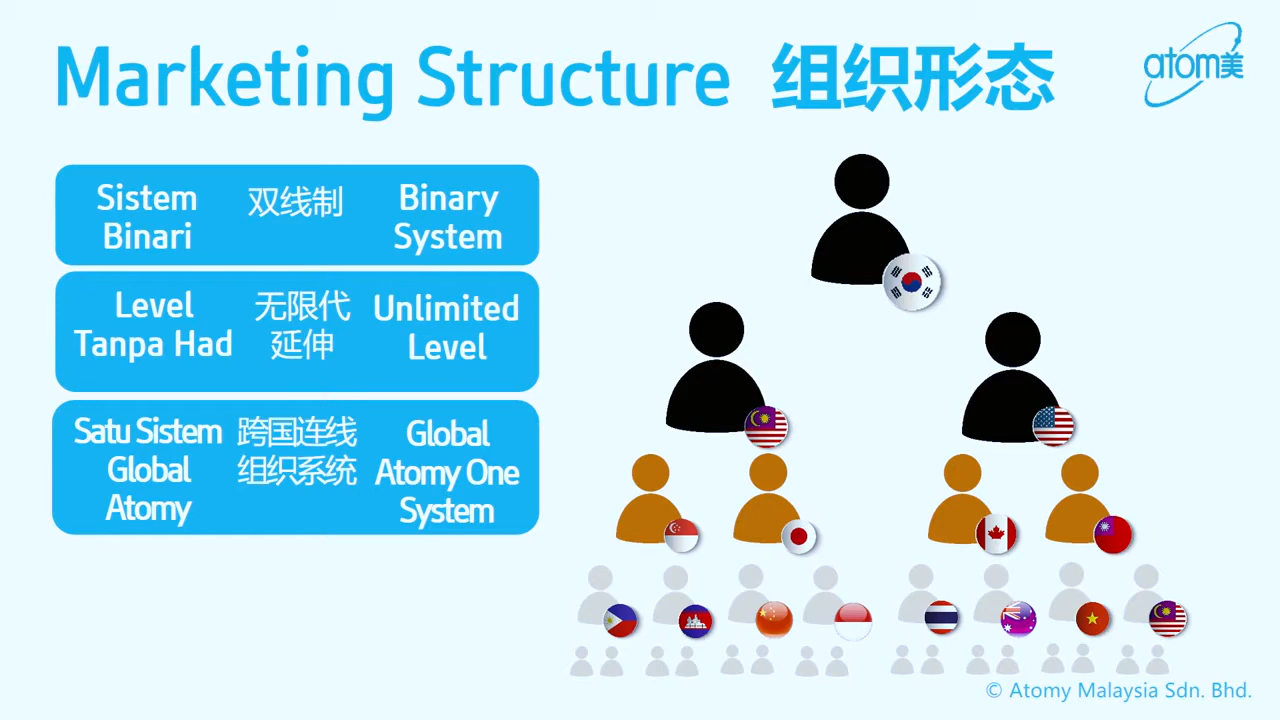 Marketing Structure 组织形态
atom美
Sistem
Binari
双线制
Binary
System
Level
Tanpa Had
无限代
延伸
Unlimited
Level
Satu Sistem
Global
Atomy
跨国连线
组织系统
Global
Atomy One
System
© Atomy Malaysia Sdn. Bhd.